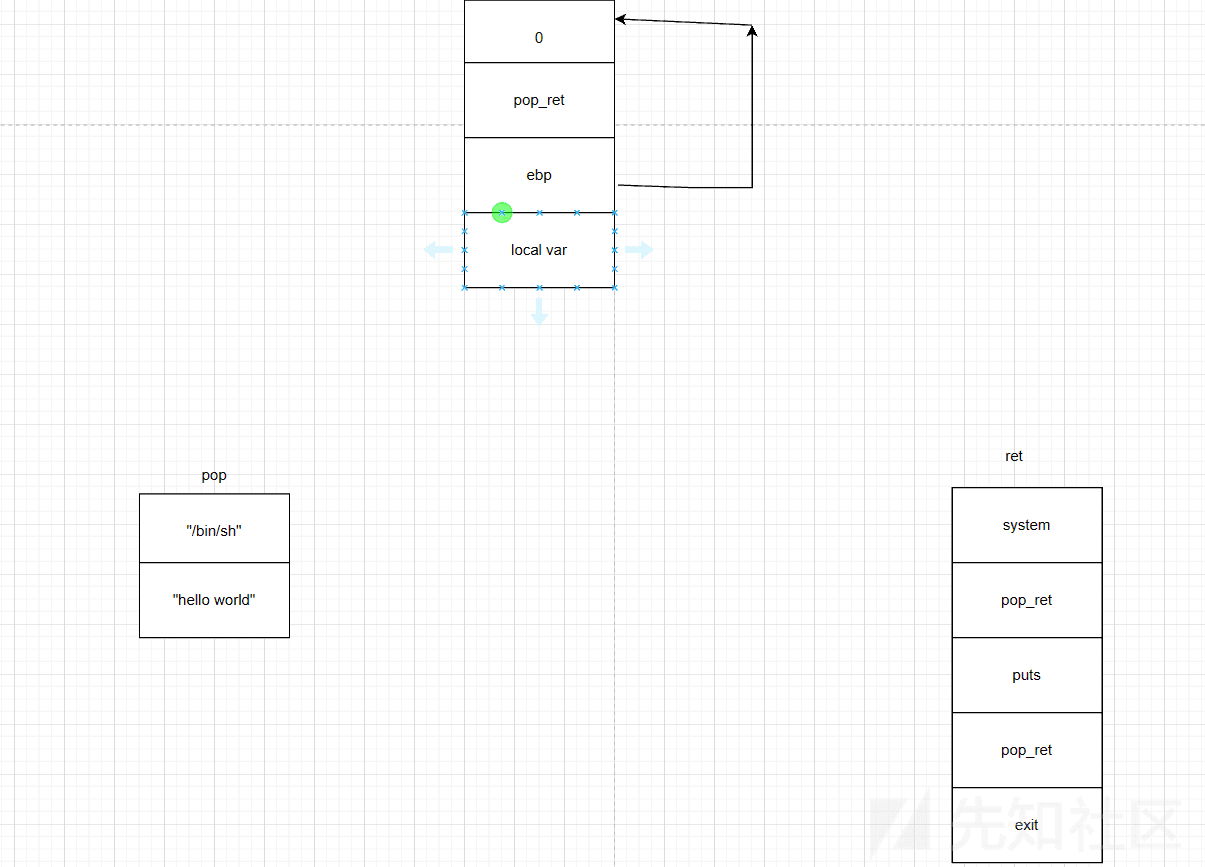 0
pop_ret
ebp
local var
pop
"/bin/sh"
"hello world"
ret
system
pop_ret
puts
pop_ret
exit
先知社区